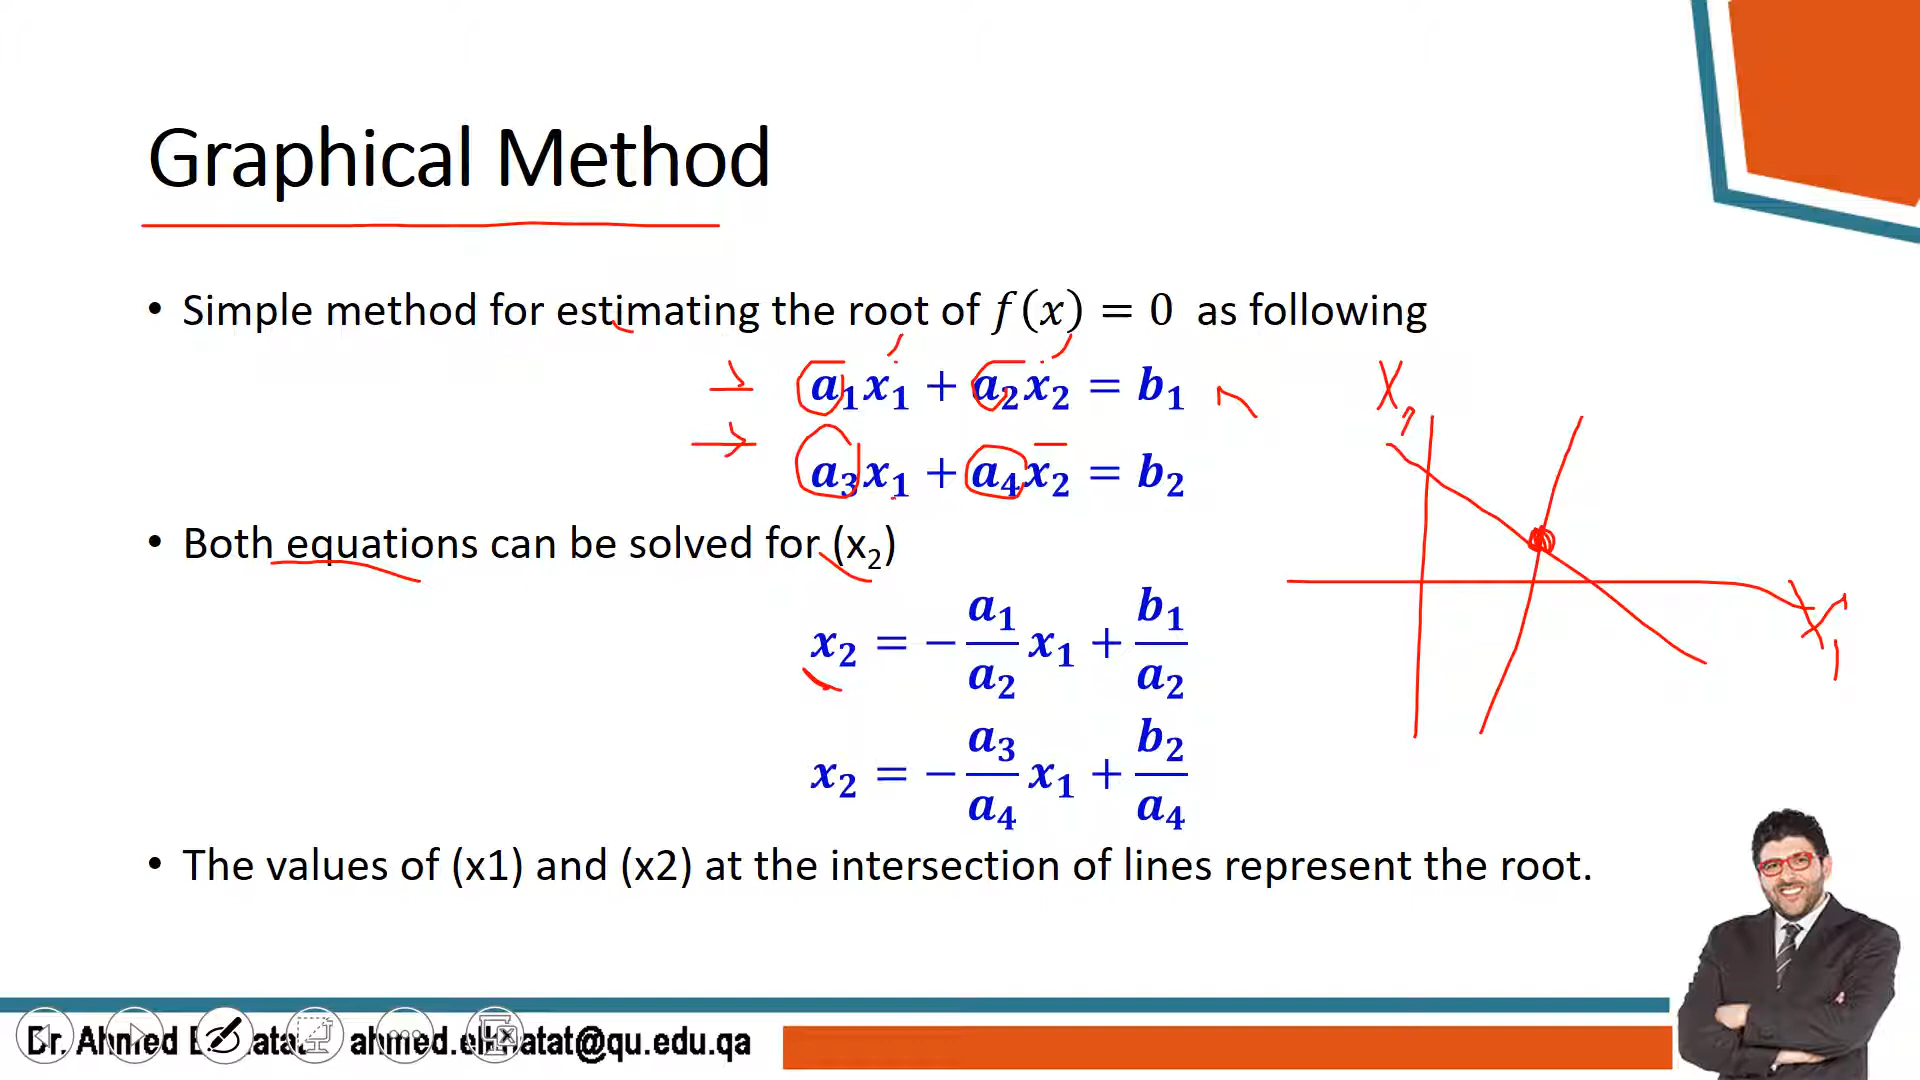 Graphical Method
• Simple method for estimating the root of f(x) = 0 as following
a₁x₁ + a₂x₂ = b₁
a₃x₁ + a₄x₂ = b₂
• Both equations can be solved for (x₂)
x₂ = −a₁/a₂ x₁ + b₁/a₂
x₂ = −a₃/a₄ x₁ + b₂/a₄
• The values of (x1) and (x2) at the intersection of lines represent the root.
X₂
X₁
Dr. Ahmed ahmed.elkhatat@qu.edu.qa